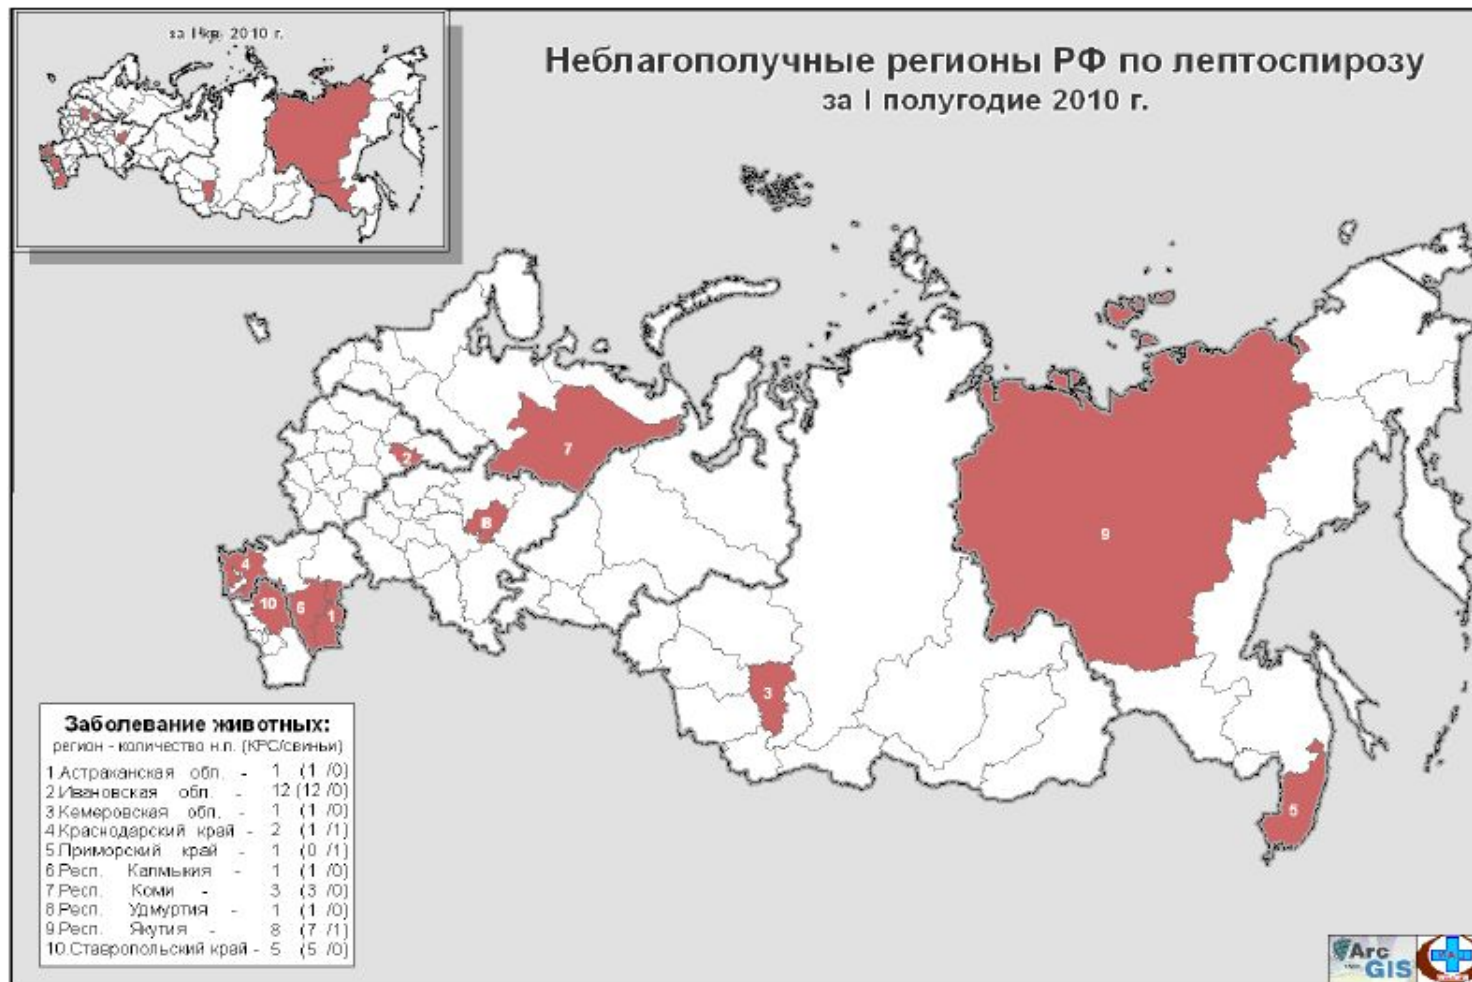 за I кв. 2010 г.
Неблагополучные регионы РФ по лептоспирозу
за I полугодие 2010 г.
7
2
8
9
4
10
6
1
3
5
Заболевание животных:
регион - количество н.п. (КРС/свиньи)
1.Астраханская обл. - 1 (1 /0)
2.Ивановская обл. - 12 (12 /0)
3.Кемеровская обл. - 1 (1 /0)
4.Краснодарский край - 2 (1 /1)
5.Приморский край - 1 (0 /1)
6.Респ. Калмыкия - 1 (1 /0)
7.Респ. Коми - 3 (3 /0)
8.Респ. Удмуртия - 1 (1 /0)
9.Респ. Якутия - 8 (7 /1)
10.Ставропольский край - 5 (5 /0)
Arc
GIS